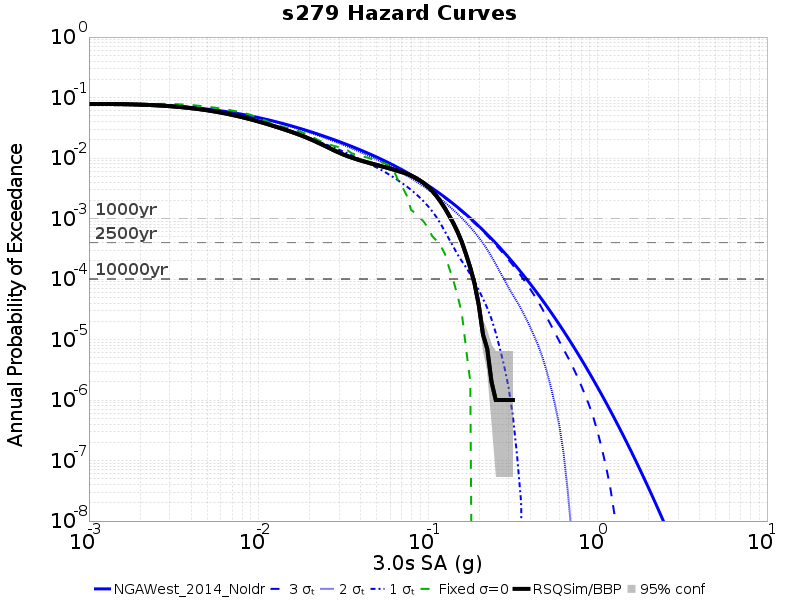 s279 Hazard Curves
Annual Probability of Exceedance
10^0
10^-1
10^-2
10^-3
10^-4
10^-5
10^-6
10^-7
10^-8
1000yr
2500yr
10000yr
10^-3 10^-2 10^-1 10^0 10^1
3.0s SA (g)
NGAWest_2014_NoIdr 3 σₜ 2 σₜ 1 σₜ Fixed σ=0 RSQSim/BBP 95% conf